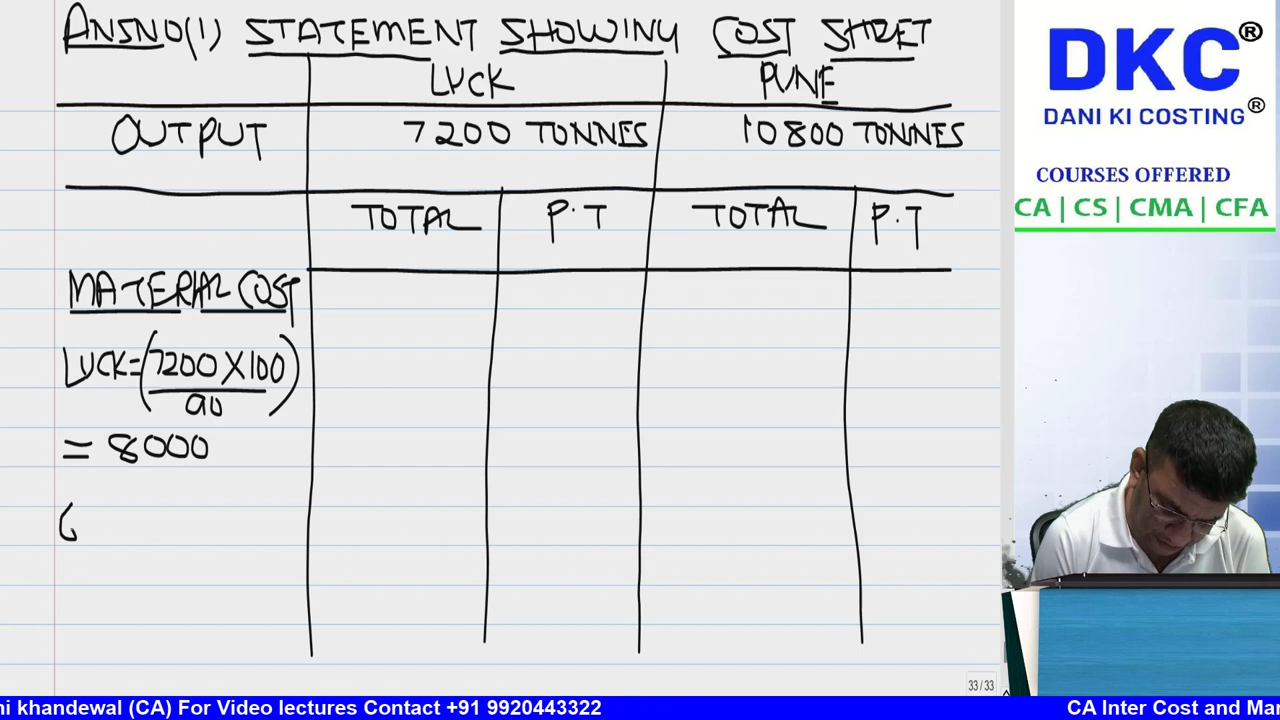 ANSNO(1) STATEMENT SHOWING COST SHEET
LUCK PUNE
OUTPUT 7200 TONNES 10800 TONNES
TOTAL P.T TOTAL P.T
MATERIAL COST
LUCK=(7200X100)
90
= 8000
(
DKC®
DANI KI COSTING®
COURSES OFFERED
CA | CS | CMA | CFA
33/33
ni khandewal (CA) For Video lectures Contact +91 9920443322
CA Inter Cost and Mar